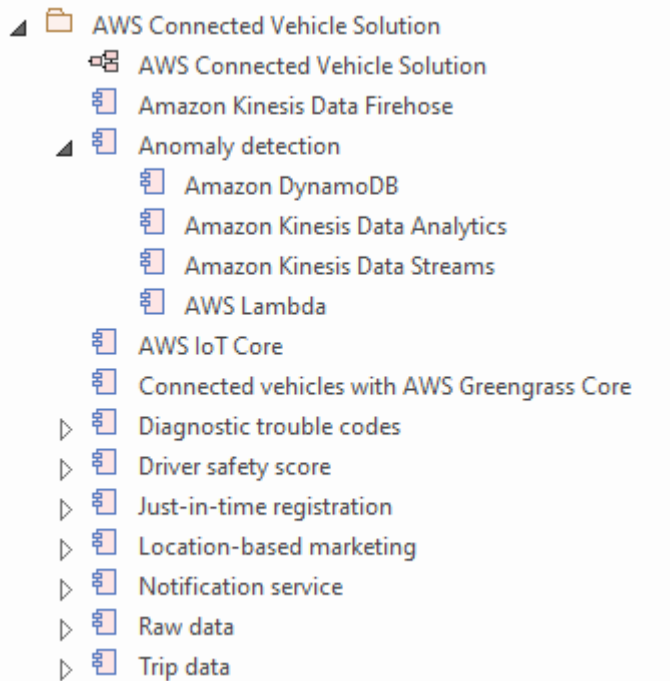 AWS Connected Vehicle Solution
AWS Connected Vehicle Solution
Amazon Kinesis Data Firehose
Anomaly detection
Amazon DynamoDB
Amazon Kinesis Data Analytics
Amazon Kinesis Data Streams
AWS Lambda
AWS IoT Core
Connected vehicles with AWS Greengrass Core
Diagnostic trouble codes
Driver safety score
Just-in-time registration
Location-based marketing
Notification service
Raw data
Trip data